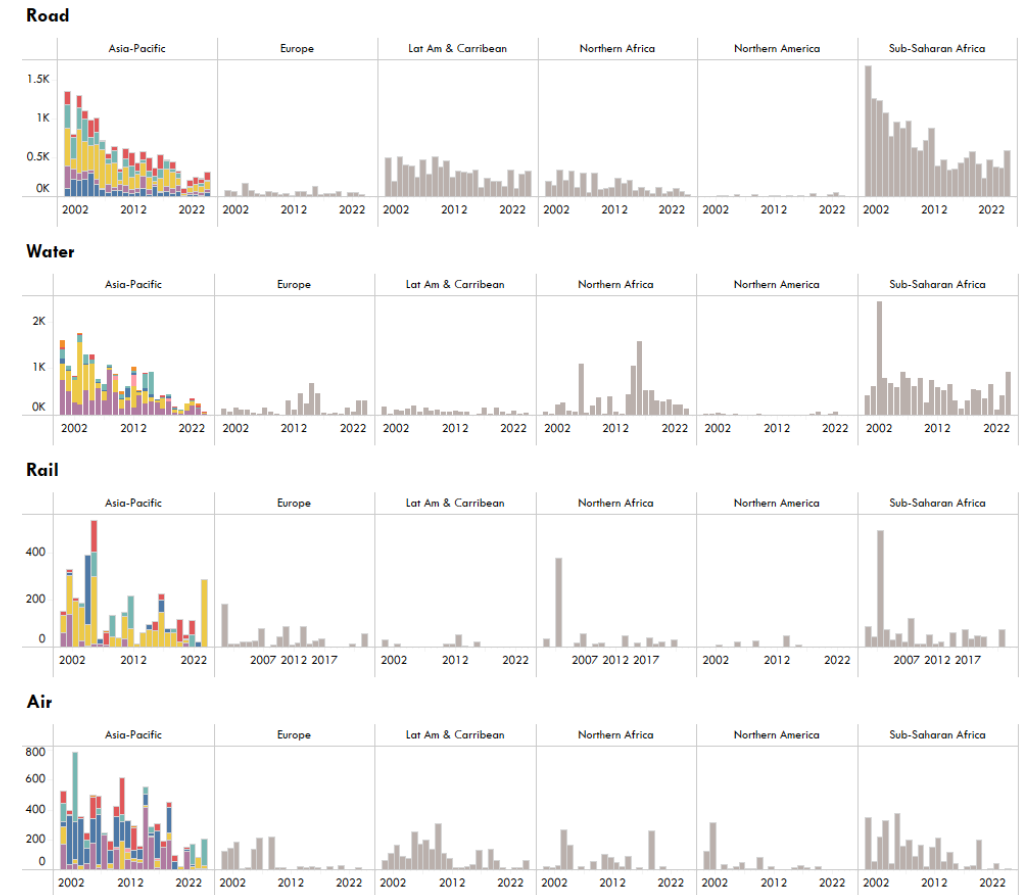 Road
Asia-Pacific Europe Lat Am & Carribean Northern Africa Northern America Sub-Saharan Africa
1.5K
1K
0.5K
0K
2002 2012 2022 2002 2012 2022 2002 2012 2022 2002 2012 2022 2002 2012 2022 2002 2012 2022
Water
Asia-Pacific Europe Lat Am & Carribean Northern Africa Northern America Sub-Saharan Africa
2K
1K
0K
2002 2012 2022 2002 2012 2022 2002 2012 2022 2002 2012 2022 2002 2012 2022 2002 2012 2022
Rail
Asia-Pacific Europe Lat Am & Carribean Northern Africa Northern America Sub-Saharan Africa
400
200
0
2002 2012 2022 2007 2012 2017 2002 2012 2022 2007 2012 2017 2002 2012 2022 2007 2012 2017
Air
Asia-Pacific Europe Lat Am & Carribean Northern Africa Northern America Sub-Saharan Africa
800
600
400
200
0
2002 2012 2022 2002 2012 2022 2002 2012 2022 2002 2012 2022 2002 2012 2022 2002 2012 2022